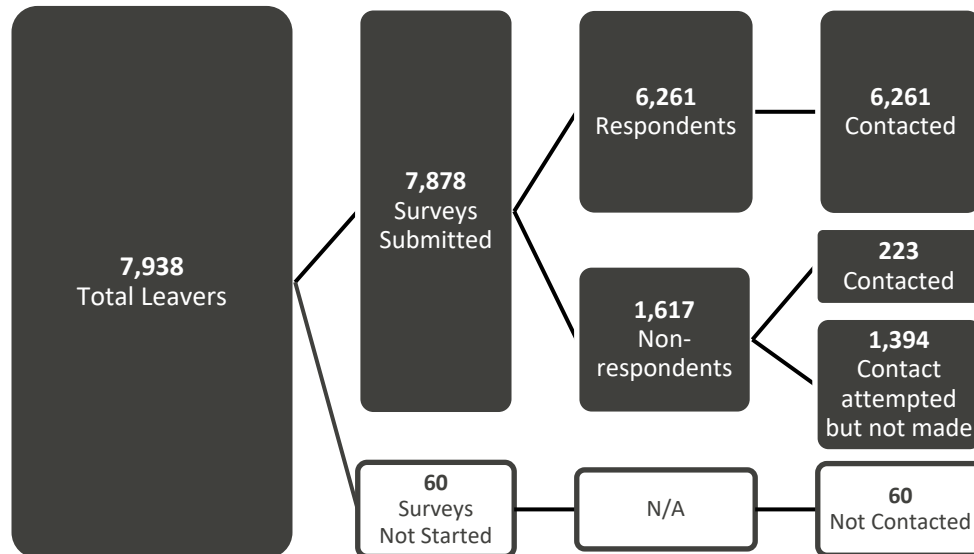 7,938
Total Leavers
7,878
Surveys
Submitted
6,261
Respondents
6,261
Contacted
1,617
Non-
respondents
223
Contacted
1,394
Contact
attempted
but not made
60
Surveys
Not Started
N/A
60
Not Contacted